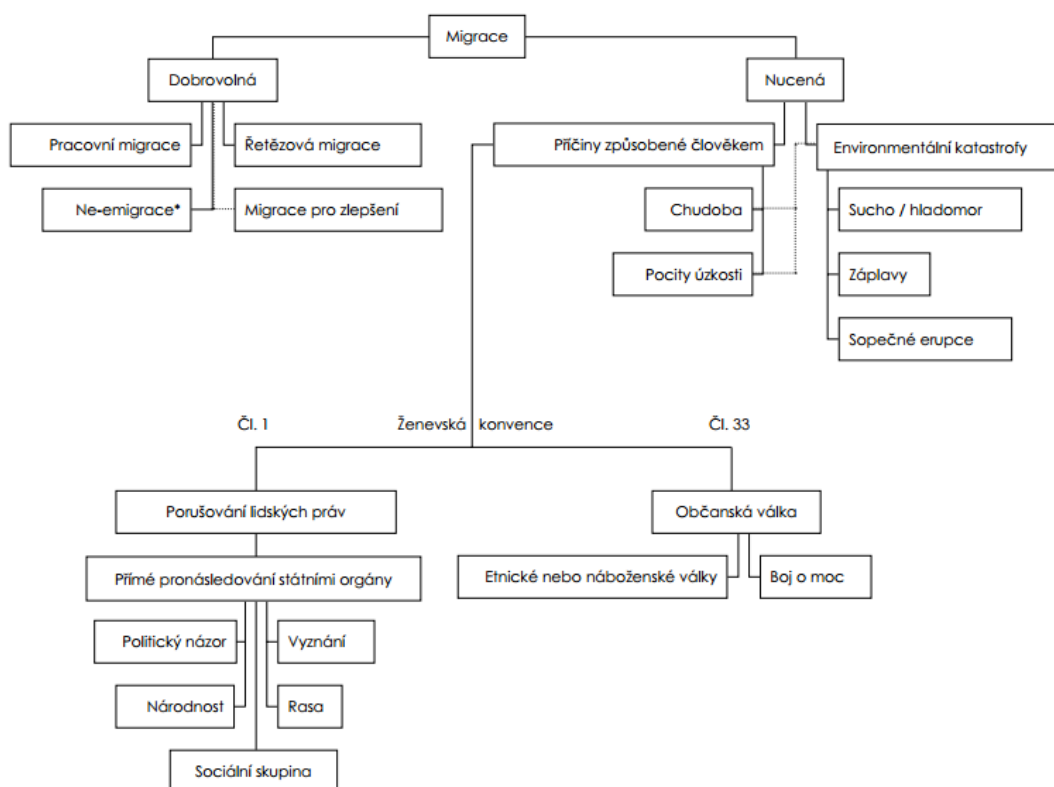 Migrace
Dobrovolná
Nucená
Pracovní migrace
Řetězová migrace
Příčiny způsobené člověkem
Environmentální katastrofy
Ne-emigrace*
Migrace pro zlepšení
Chudoba
Sucho / hladomor
Pocity úzkosti
Záplavy
Sopečné erupce
Čl. 1
Ženevská konvence
Čl. 33
Porušování lidských práv
Občanská válka
Přímé pronásledování státními orgány
Etnické nebo náboženské války
Boj o moc
Politický názor
Vyznání
Národnost
Rasa
Sociální skupina